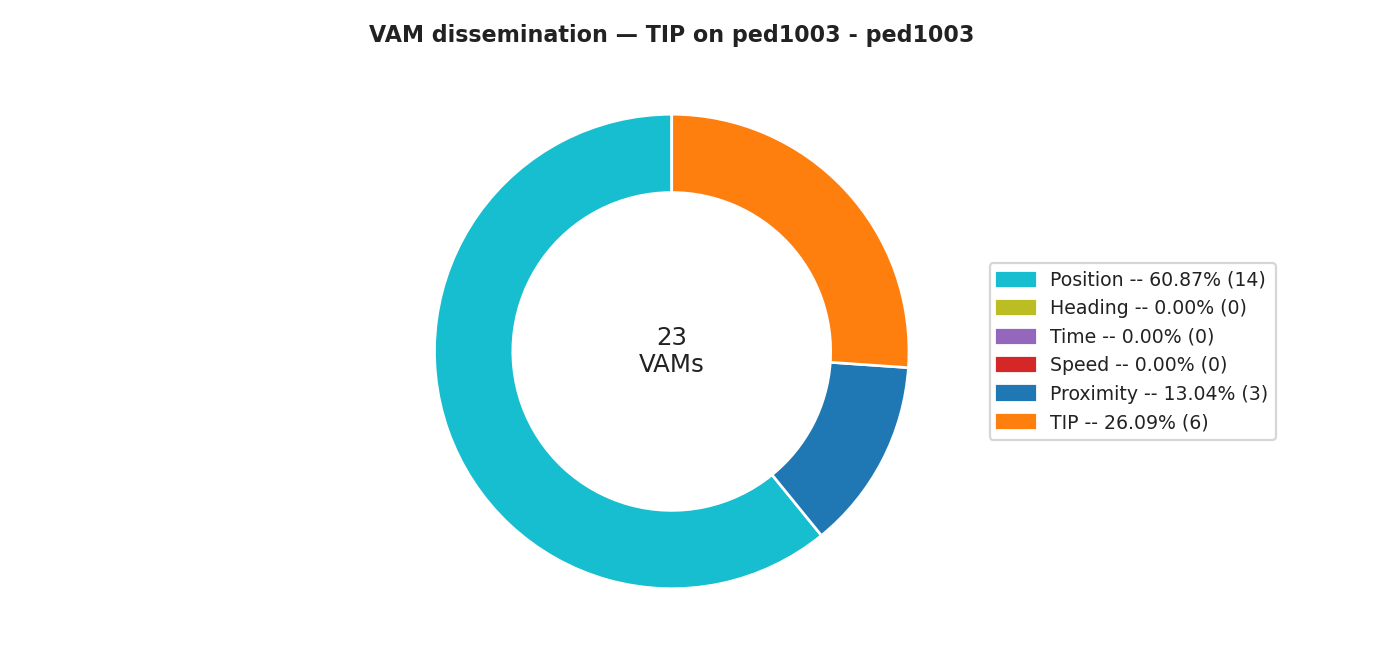 VAM dissemination — TIP on ped1003 - ped1003
23
VAMs
Position -- 60.87% (14)
Heading -- 0.00% (0)
Time -- 0.00% (0)
Speed -- 0.00% (0)
Proximity -- 13.04% (3)
TIP -- 26.09% (6)